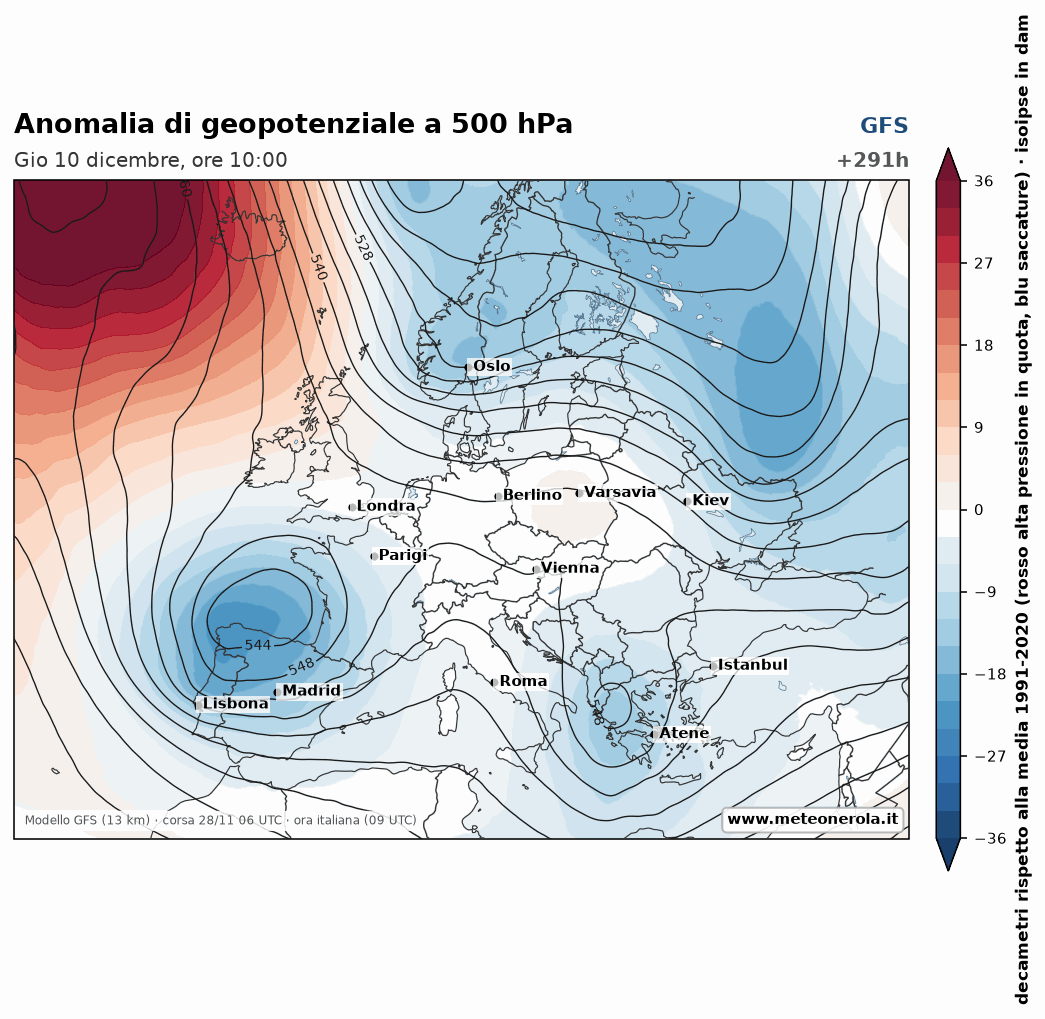 Anomalia di geopotenziale a 500 hPa
GFS
Gio 10 dicembre, ore 10:00
+291h
528
540
Oslo
Londra
Berlino
Varsavia
Kiev
Parigi
Vienna
544
548
Lisbona
Madrid
Roma
Istanbul
Atene
Modello GFS (13 km) · corsa 28/11 06 UTC · ora italiana (09 UTC)
www.meteonerola.it
36
27
18
9
0
−9
−18
−27
−36
decametri rispetto alla media 1991-2020 (rosso alta pressione in quota, blu saccature) · isoipse in dam